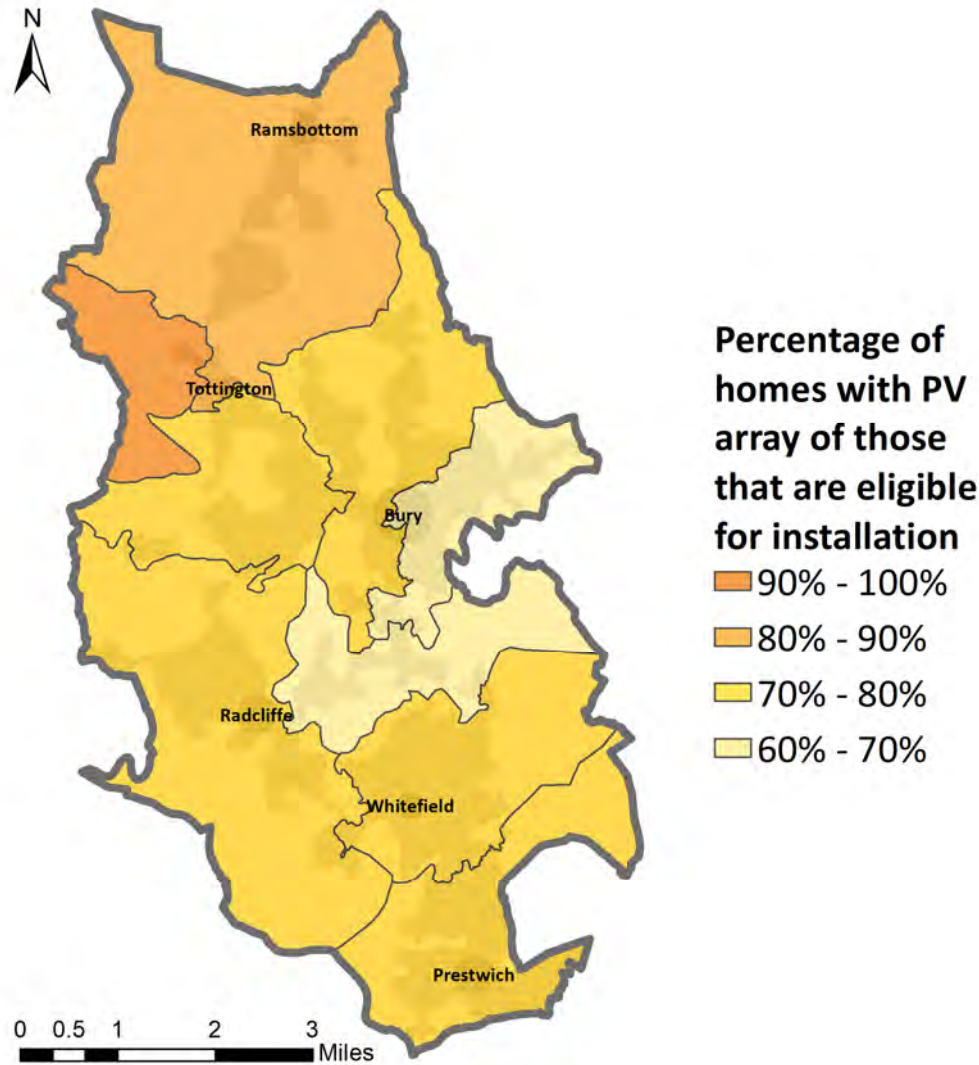 N
Ramsbottom
Tottington
Bury
Radcliffe
Whitefield
Prestwich
0 0.5 1 2 3
Miles
Percentage of
homes with PV
array of those
that are eligible
for installation
90% - 100%
80% - 90%
70% - 80%
60% - 70%